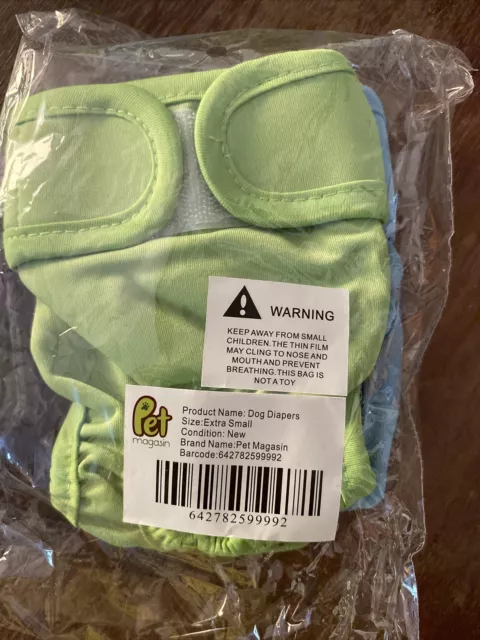 WARNING
KEEP AWAY FROM SMALL
CHILDREN.THE THIN FILM
MAY CLING TO NOSE AND
MOUTH AND PREVENT
BREATHING.THIS BAG IS
NOT A TOY
Pet
magasin
Product Name: Dog Diapers
Size:Extra Small
Condition: New
Brand Name:Pet Magasin
Barcode:642782599992
642782599992